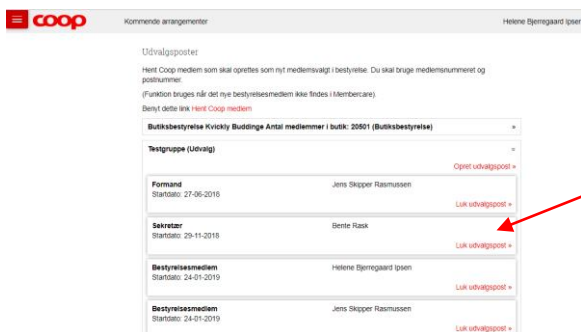 coop
Kommende arrangementer
Helene Bjerregaard Ipsen
Udvalgsposter
Hent Coop medlem som skal oprettes som nyt medlemsvalgt i bestyrelse. Du skal bruge medlemsnummeret og
postnummer.
(Funktion bruges når det nye bestyrelsesmedlem ikke findes i Membercare).
Benyt dette link Hent Coop medlem
Butiksbestyrelse Kvickly Buddinge Antal medlemmer i butik: 20501 (Butiksbestyrelse)
Testgruppe (Udvalg)
Opret udvalgspost »
Formand
Jens Skipper Rasmussen
Startdato: 27-06-2016
Luk udvalgspost »
Sekretær
Bente Rask
Startdato: 29-11-2018
Luk udvalgspost »
Bestyrelsesmedlem
Helene Bjerregaard Ipsen
Startdato: 24-01-2019
Luk udvalgspost »
Bestyrelsesmedlem
Jens Skipper Rasmussen
Startdato: 24-01-2019
Luk udvalgspost »